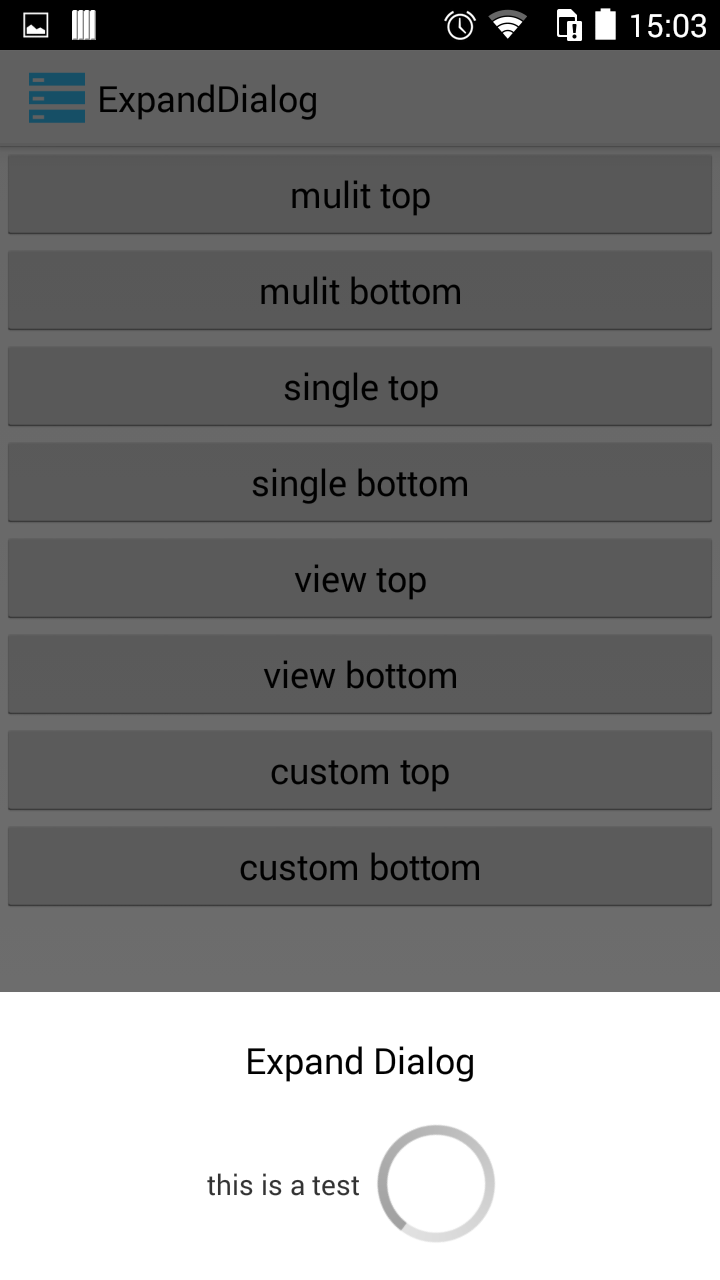 15:03
ExpandDialog
mulit top
mulit bottom
single top
single bottom
view top
view bottom
custom top
custom bottom
Expand Dialog
this is a test